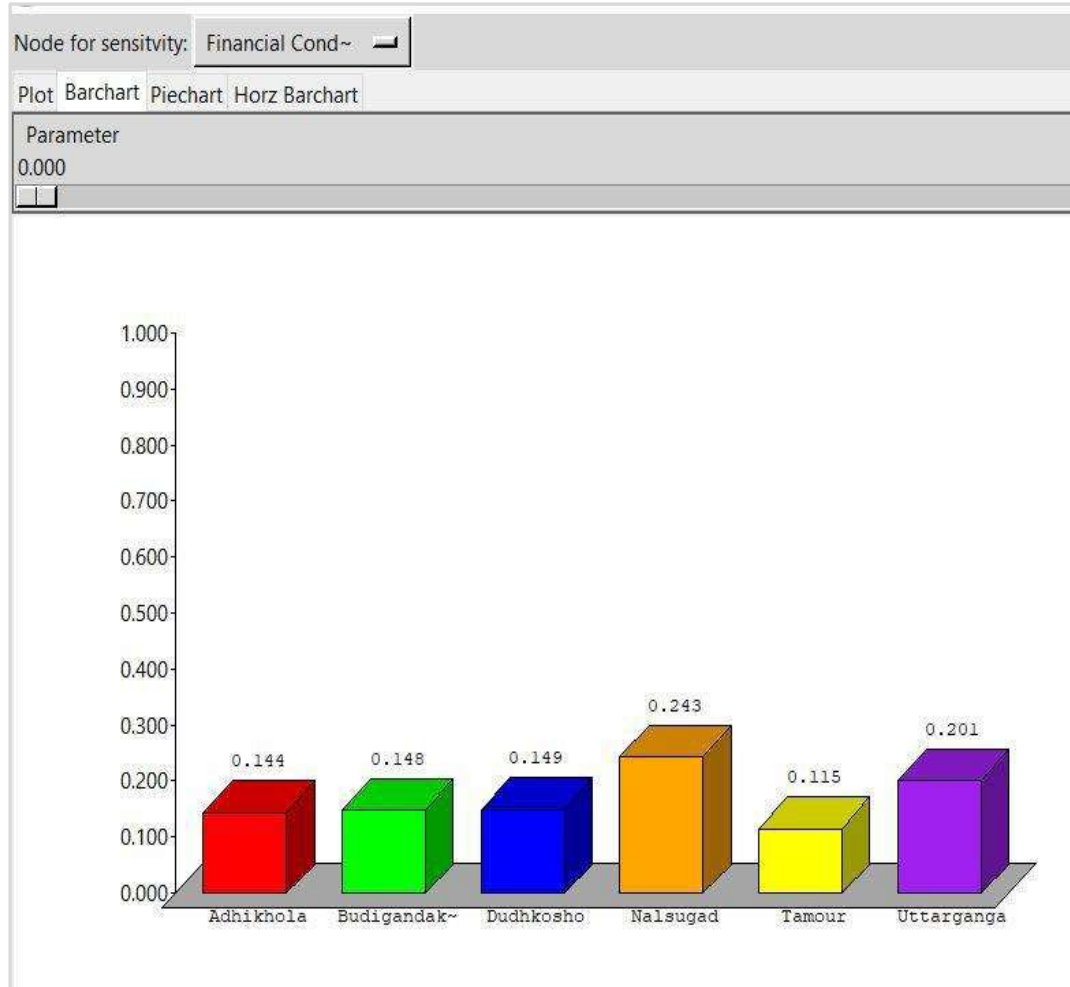 Node for sensitvity: Financial Cond~
Plot Barchart Piechart Horz Barchart
Parameter
0.000
1.000
0.900
0.800
0.700
0.600
0.500
0.400
0.300
0.200
0.100
0.000
0.144 0.148 0.149 0.243 0.115 0.201
Adhikhola Budigandak~ Dudhkosho Nalsugad Tamour Uttarganga